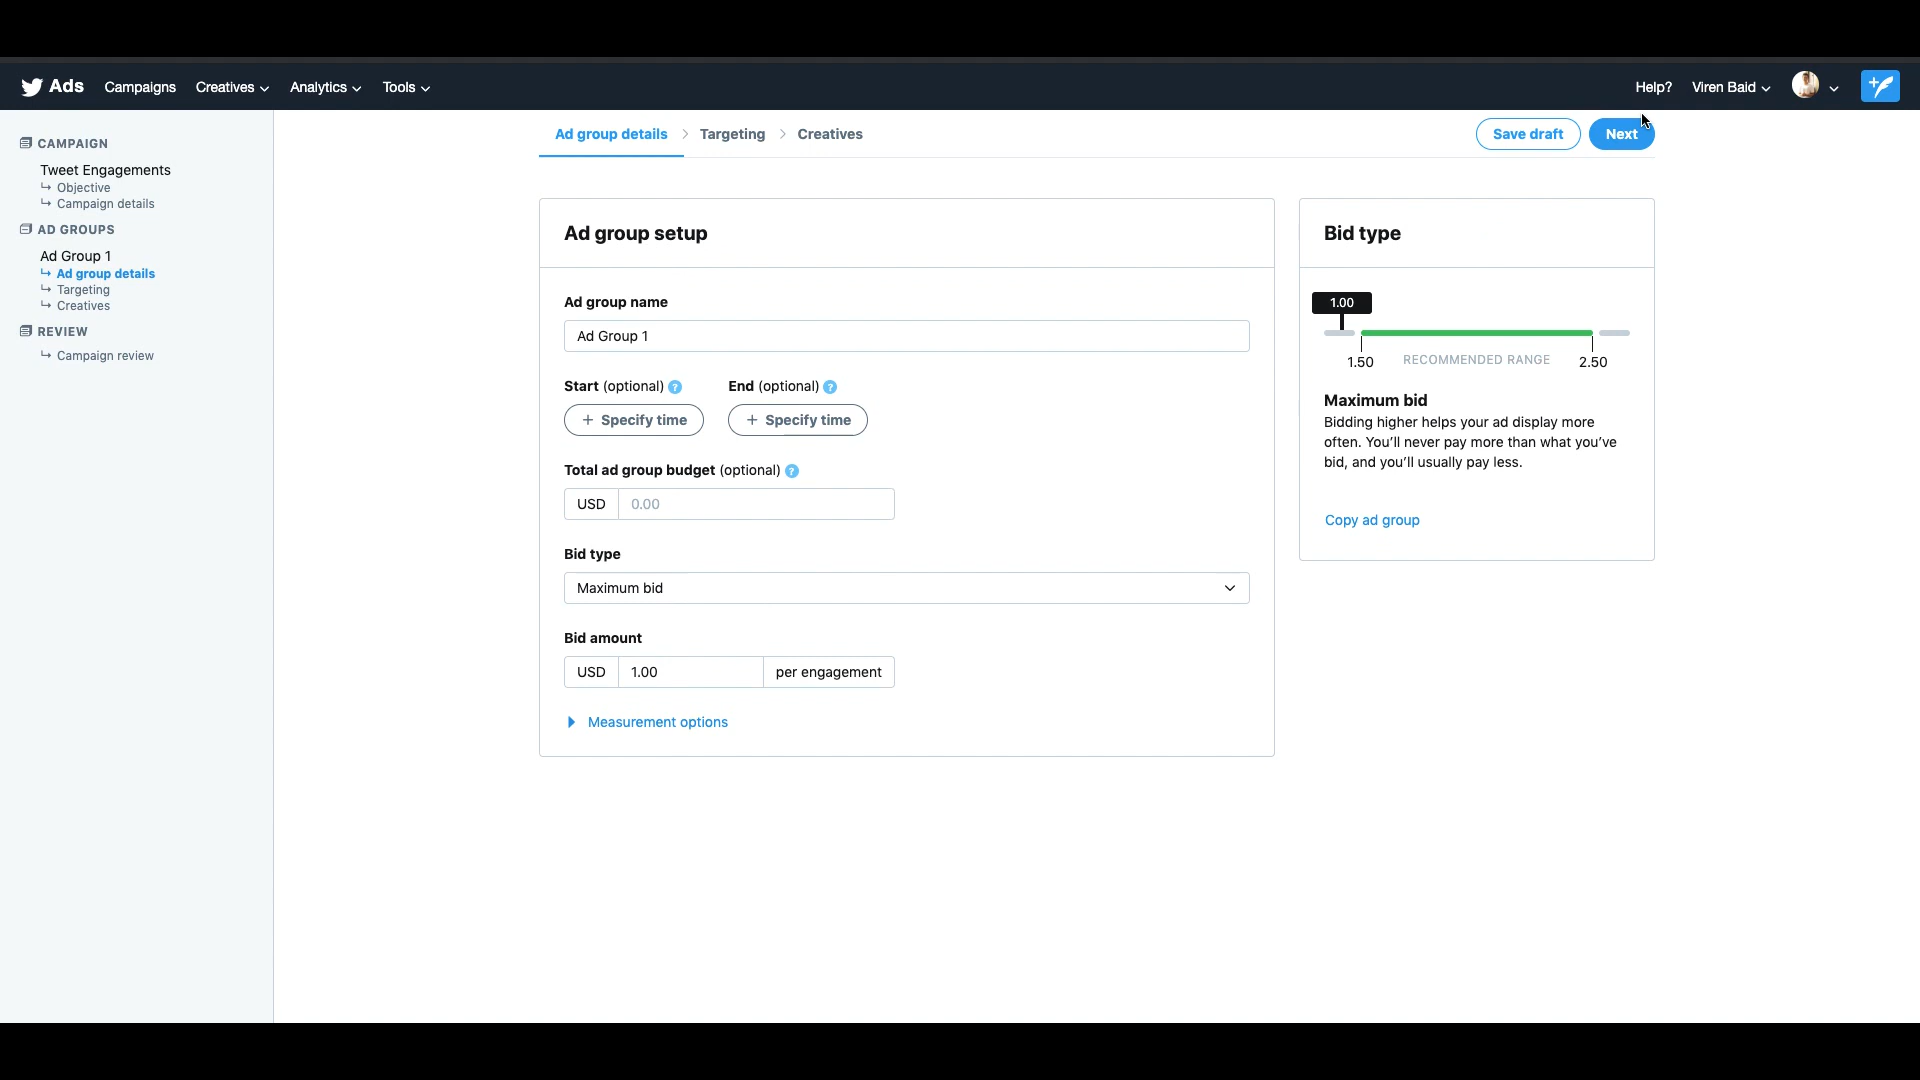 Ads Campaigns Creatives Analytics Tools Help? Viren Baid
Ad group details Targeting Creatives Save draft Next
CAMPAIGN
Tweet Engagements
Objective
Campaign details
AD GROUPS
Ad Group 1
Ad group details
Targeting
Creatives
REVIEW
Campaign review
Ad group setup
Ad group name
Ad Group 1
Start (optional) ? End (optional) ?
+ Specify time + Specify time
Total ad group budget (optional) ?
USD 0.00
Bid type
Maximum bid
Bid amount
USD 1.00 per engagement
Measurement options
Bid type
1.00
1.50 RECOMMENDED RANGE 2.50
Maximum bid
Bidding higher helps your ad display more
often. You'll never pay more than what you've
bid, and you'll usually pay less.
Copy ad group